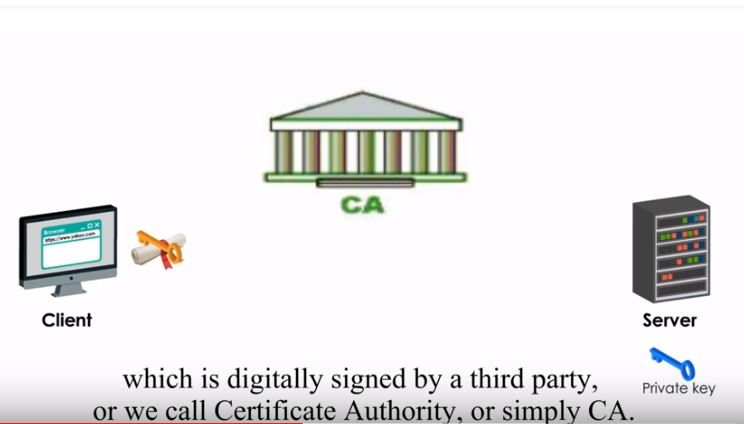 CA
Browser
https://www.yahoo.com
Client
Server
Private key
which is digitally signed by a third party,
or we call Certificate Authority, or simply CA.